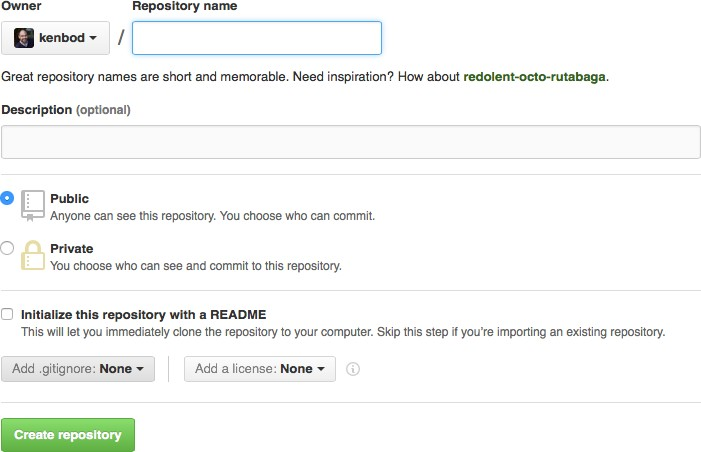 Owner
Repository name
kenbod
/
Great repository names are short and memorable. Need inspiration? How about redolent-octo-rutabaga.
Description (optional)
Public
Anyone can see this repository. You choose who can commit.
Private
You choose who can see and commit to this repository.
Initialize this repository with a README
This will let you immediately clone the repository to your computer. Skip this step if you’re importing an existing repository.
Add .gitignore: None
Add a license: None
Create repository